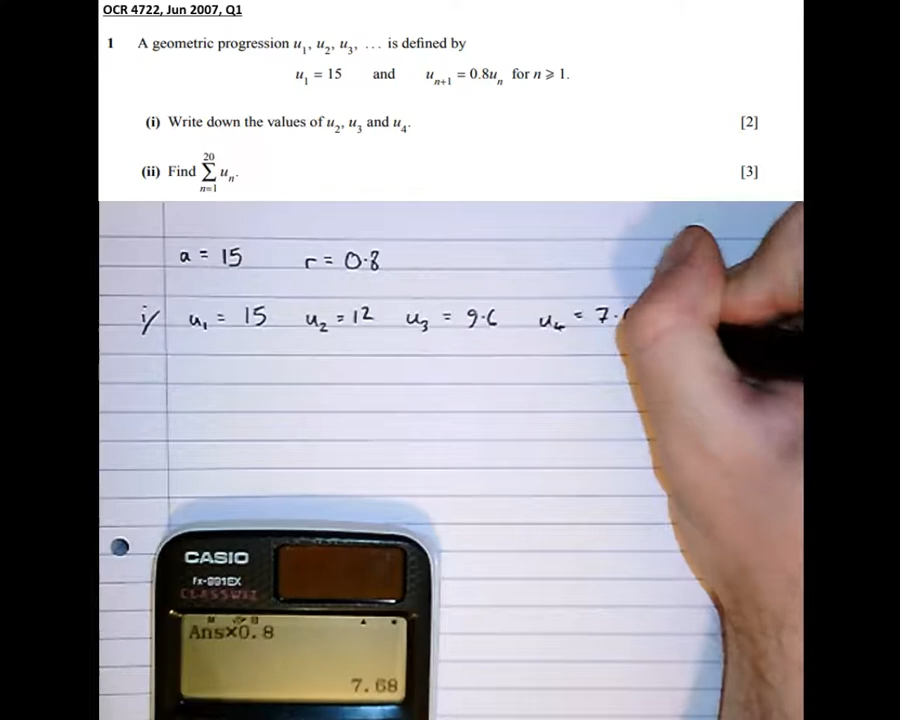 OCR 4722, Jun 2007, Q1
1 A geometric progression u₁, u₂, u₃, … is defined by
u₁ = 15 and uₙ₊₁ = 0.8uₙ for n ⩾ 1.
(i) Write down the values of u₂, u₃ and u₄. [2]
(ii) Find ∑ₙ₌₁²⁰ uₙ. [3]
a = 15 r = 0.8
i/ u₁ = 15 u₂ = 12 u₃ = 9.6 u₄ = 7.
CASIO
fx-991EX
CLASSWIZ
Ans×0.8
7.68